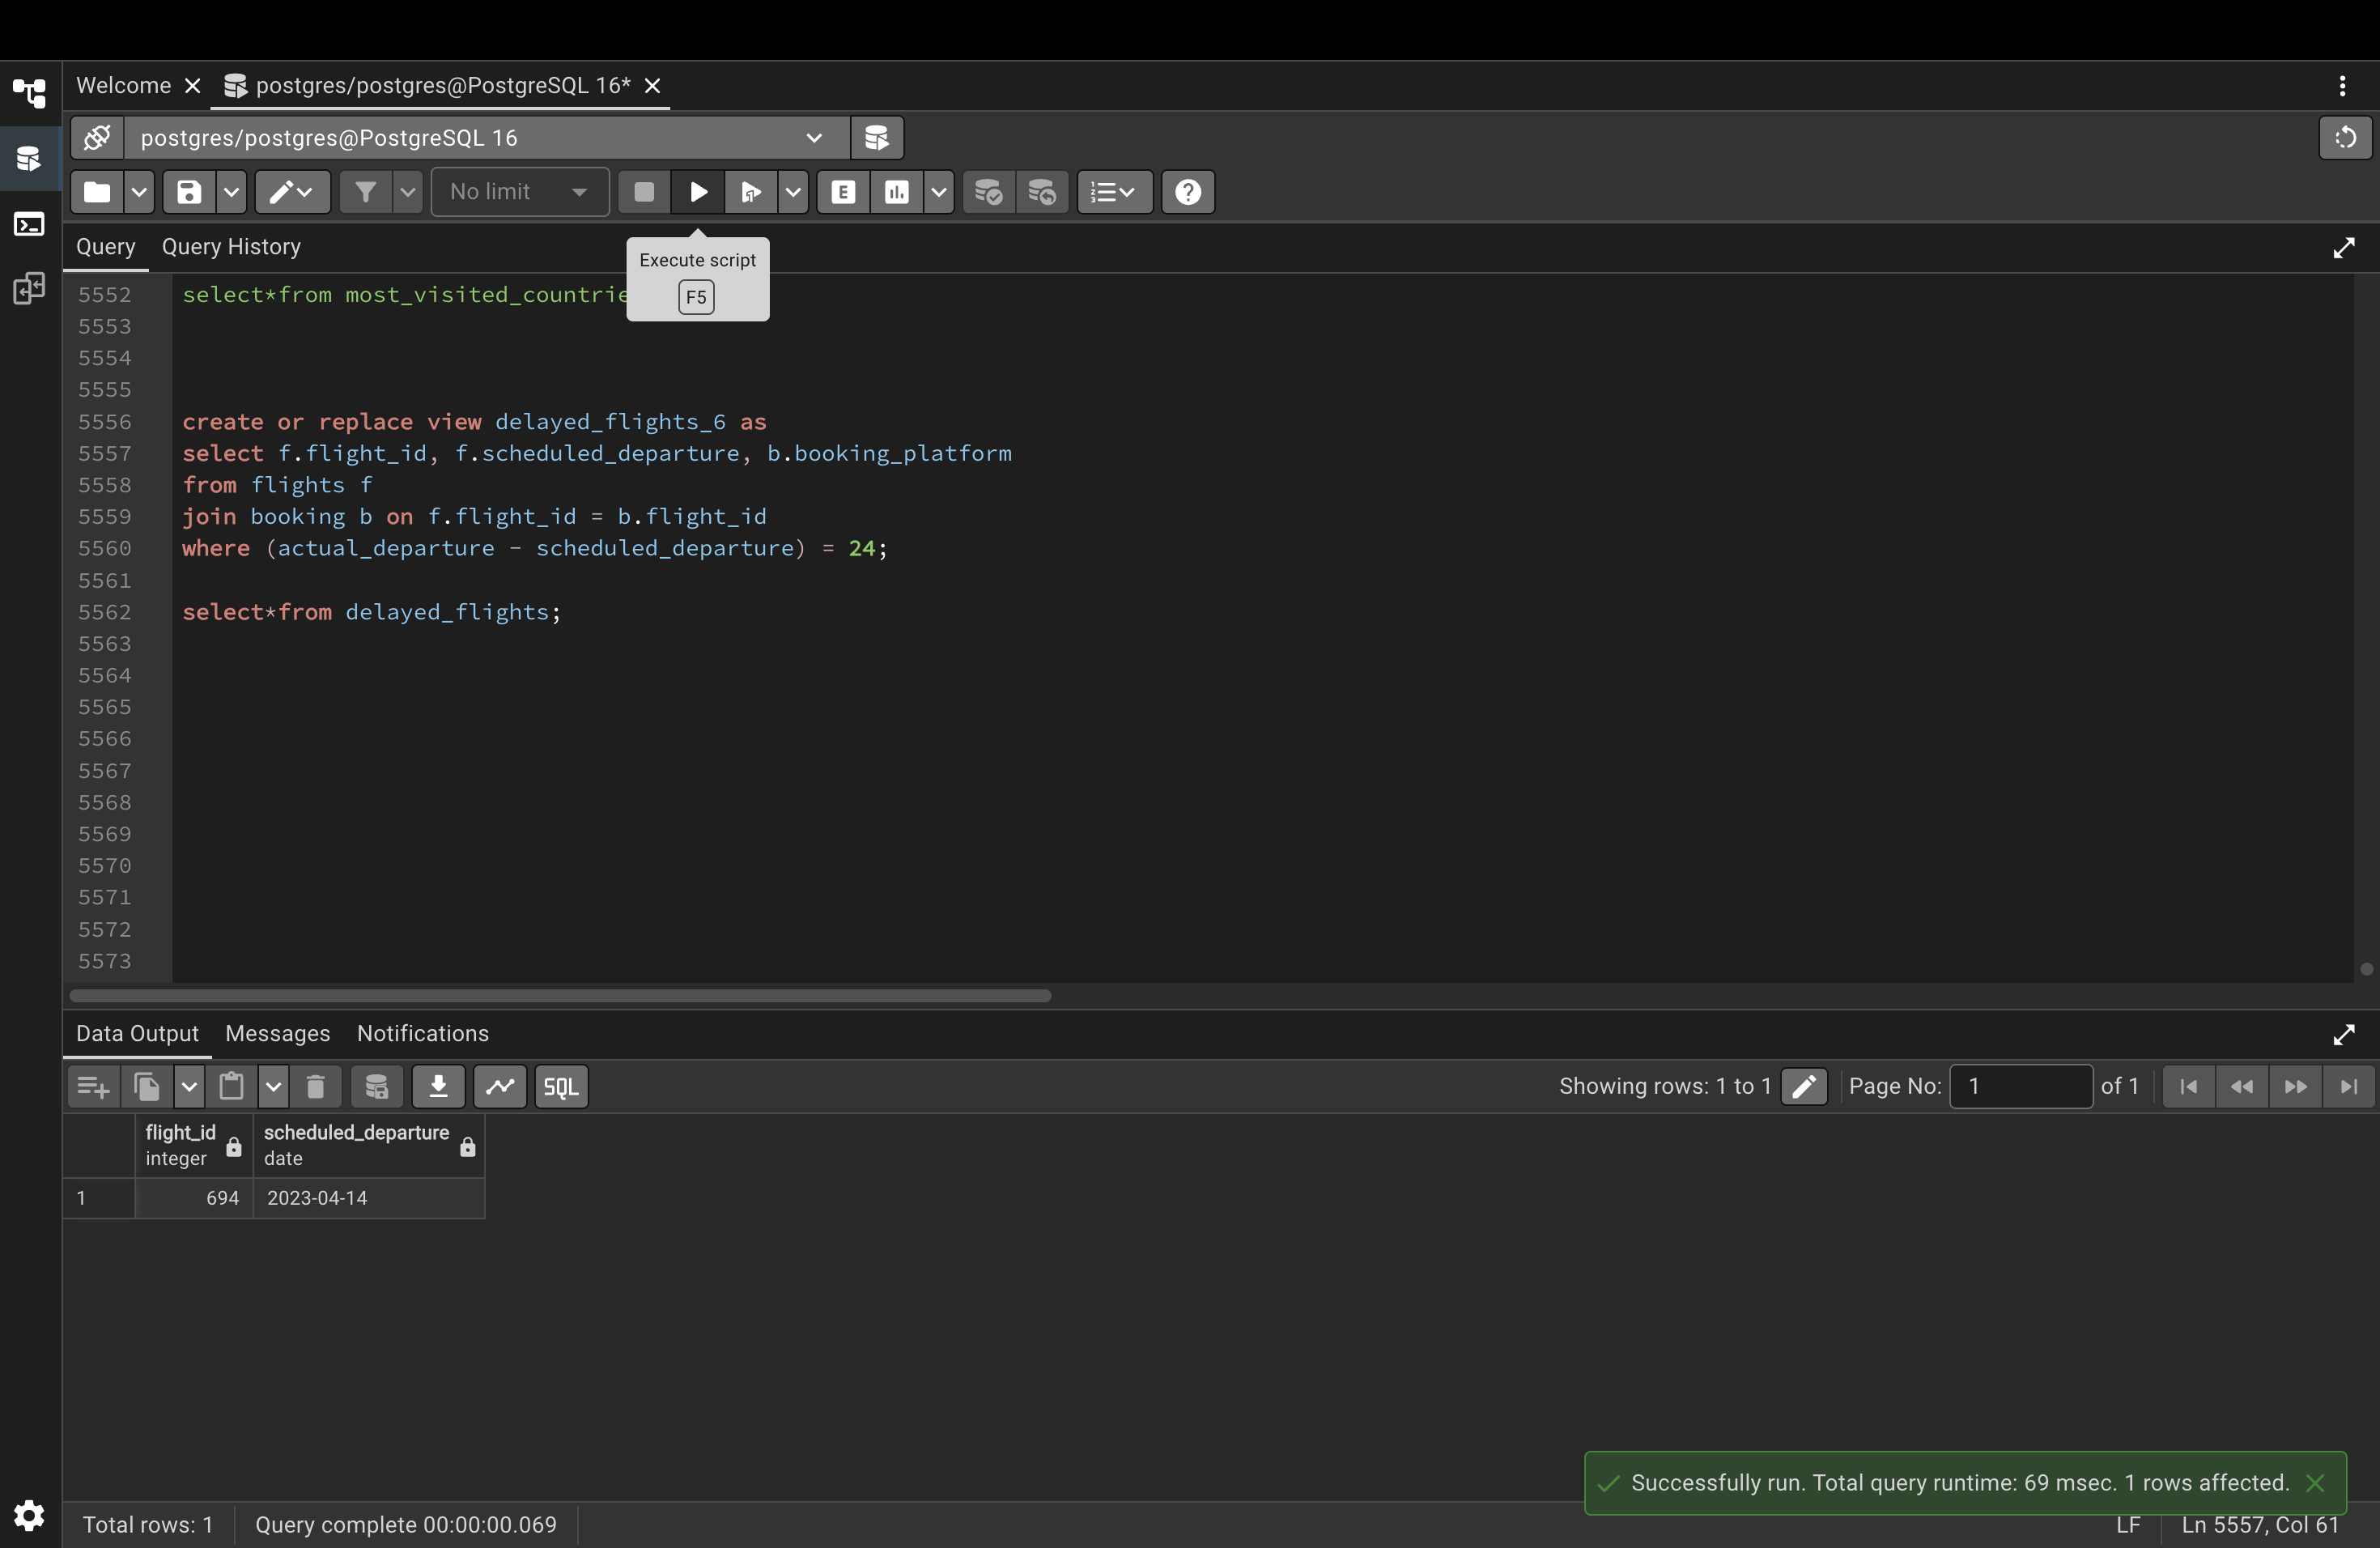 Welcome
postgres/postgres@PostgreSQL 16*
postgres/postgres@PostgreSQL 16
No limit
E
Query
Query History
Execute script
F5
5552 select*from most_visited_countrie
5553
5554
5555
5556 create or replace view delayed_flights_6 as
5557 select f.flight_id, f.scheduled_departure, b.booking_platform
5558 from flights f
5559 join booking b on f.flight_id = b.flight_id
5560 where (actual_departure - scheduled_departure) = 24;
5561
5562 select*from delayed_flights;
5563
5564
5565
5566
5567
5568
5569
5570
5571
5572
5573
Data Output
Messages
Notifications
SQL
Showing rows: 1 to 1
Page No: 1 of 1
flight_id
integer
scheduled_departure
date
1 694 2023-04-14
Successfully run. Total query runtime: 69 msec. 1 rows affected.
Total rows: 1
Query complete 00:00:00.069
LF
Ln 5557, Col 61